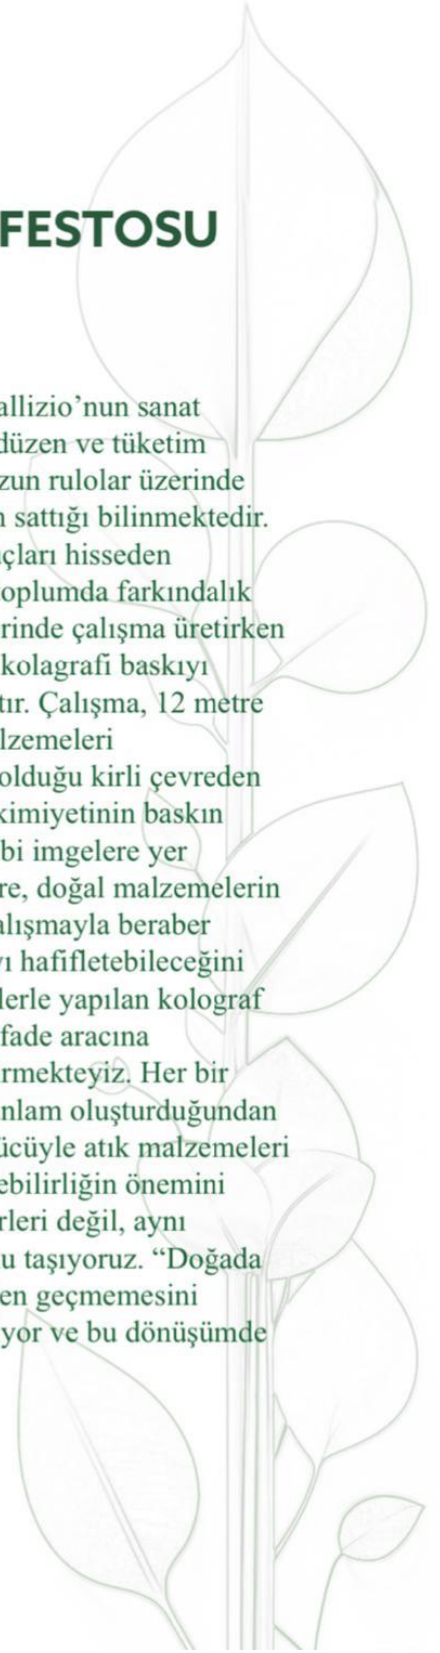 FESTOSU
allizio’nun sanat
düzen ve tüketim
zun rulolar üzerinde
n sattığı bilinmektedir.
açları hisseden
oplumda farkındalık
rinde çalışma üretirken
kolagrafi baskıyı
tır. Çalışma, 12 metre
lzemeleri
olduğu kirli çevreden
kimiyetinin baskın
bi imgelere yer
re, doğal malzemelerin
alışmayla beraber
yı hafifletebileceğini
lerle yapılan kolograf
fade aracına
rmekteyiz. Her bir
nlam oluşturduğundan
ücüyle atık malzemeleri
ebilirliğin önemini
rleri değil, aynı
u taşıyoruz. “Doğada
en geçmemesini
yor ve bu dönüşümde